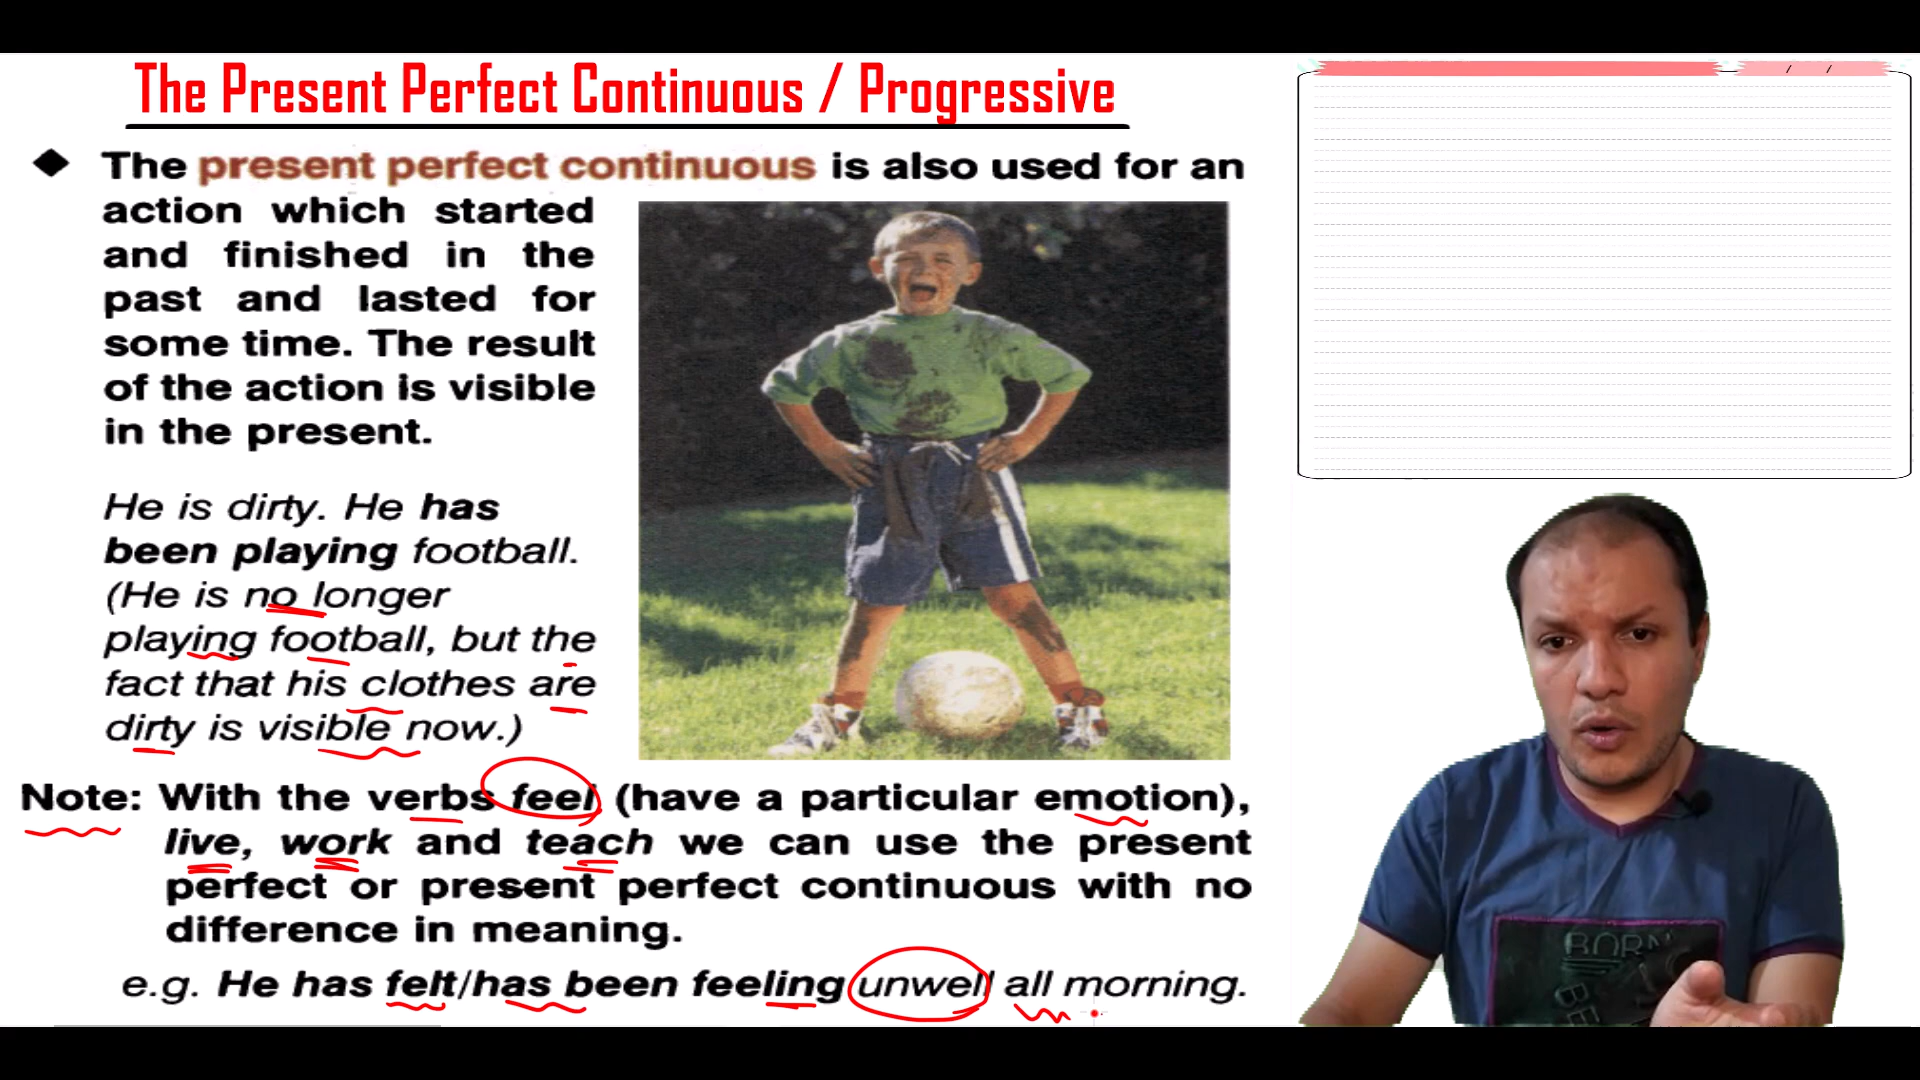 The Present Perfect Continuous / Progressive
/ /
◆ The present perfect continuous is also used for an
action which started
and finished in the
past and lasted for
some time. The result
of the action is visible
in the present.
He is dirty. He has
been playing football.
(He is no longer
playing football, but the
fact that his clothes are
dirty is visible now.)
Note: With the verbs feel (have a particular emotion),
live, work and teach we can use the present
perfect or present perfect continuous with no
difference in meaning.
e.g. He has felt/has been feeling unwell all morning.
BORN